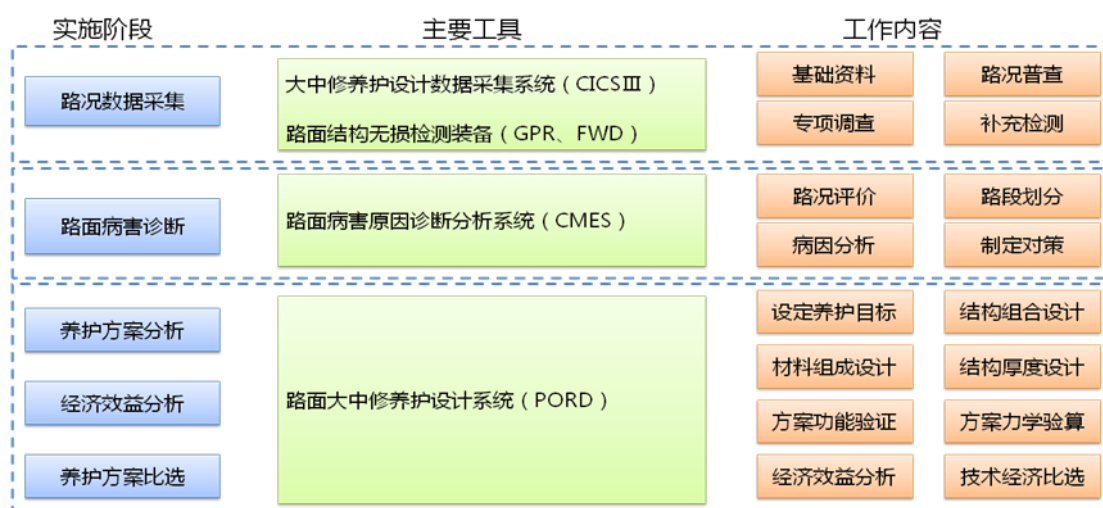 实施阶段 主要工具 工作内容
路况数据采集
大中修养护设计数据采集系统（CICSⅢ）
路面结构无损检测装备（GPR、FWD）
基础资料 路况普查
专项调查 补充检测
路面病害诊断
路面病害原因诊断分析系统（CMES）
路况评价 路段划分
病因分析 制定对策
养护方案分析
经济效益分析
养护方案比选
路面大中修养护设计系统（PORD）
设定养护目标 结构组合设计
材料组成设计 结构厚度设计
方案功能验证 方案力学验算
经济效益分析 技术经济比选